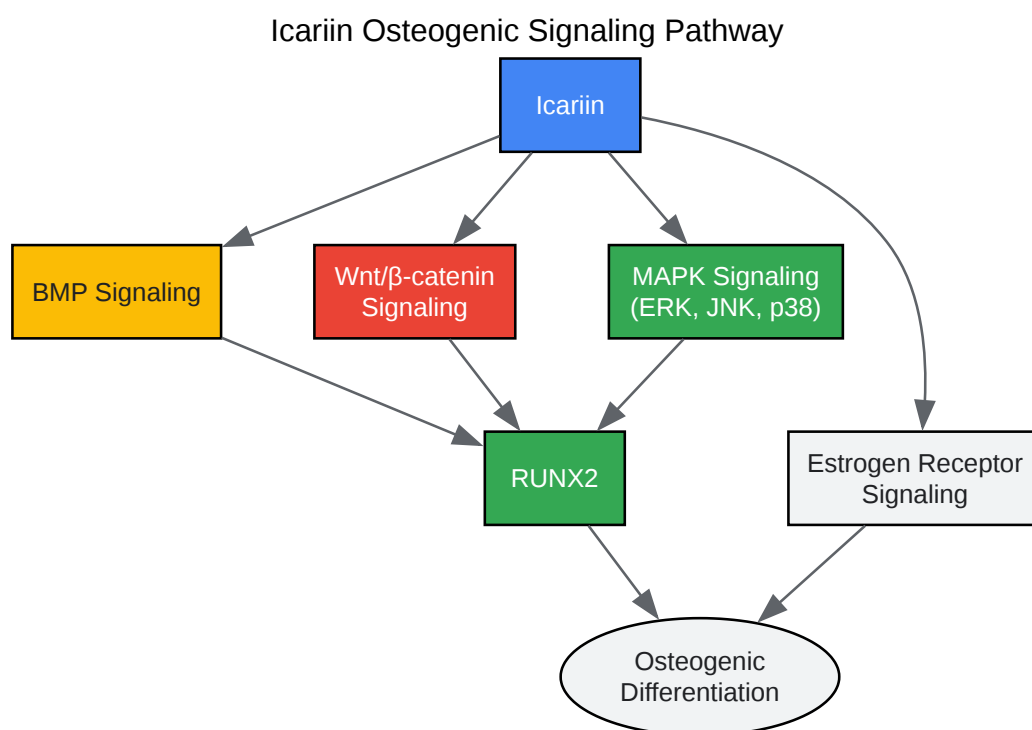 Icariin Osteogenic Signaling Pathway
Icariin
BMP Signaling
Wnt/β-catenin
Signaling
MAPK Signaling
(ERK, JNK, p38)
RUNX2
Estrogen Receptor
Signaling
Osteogenic
Differentiation